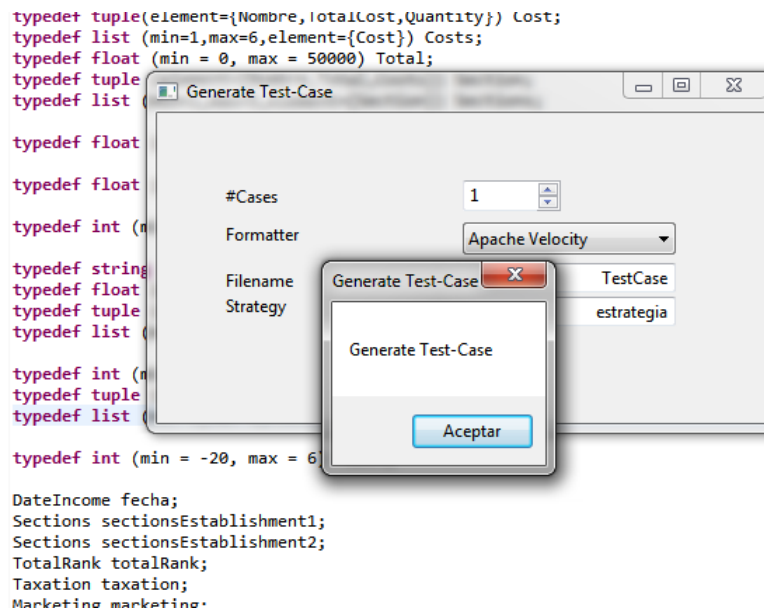 typedef tuple(element={Nombre,TotalCost,Quantity}) Cost;
typedef list (min=1,max=6,element={Cost}) Costs;
typedef float (min = 0, max = 50000) Total;
typedef tuple
typedef list (
Generate Test-Case
typedef float
typedef float
#Cases 1
typedef int (m
Formatter Apache Velocity
typedef string
typedef float
Filename TestCase
typedef tuple
Strategy estrategia
typedef list (
Generate Test-Case
Generate Test-Case
Aceptar
typedef int (m
typedef tuple
typedef list (
typedef int (min = -20, max = 6
DateIncome fecha;
Sections sectionsEstablishment1;
Sections sectionsEstablishment2;
TotalRank totalRank;
Taxation taxation;
Marketing marketing;